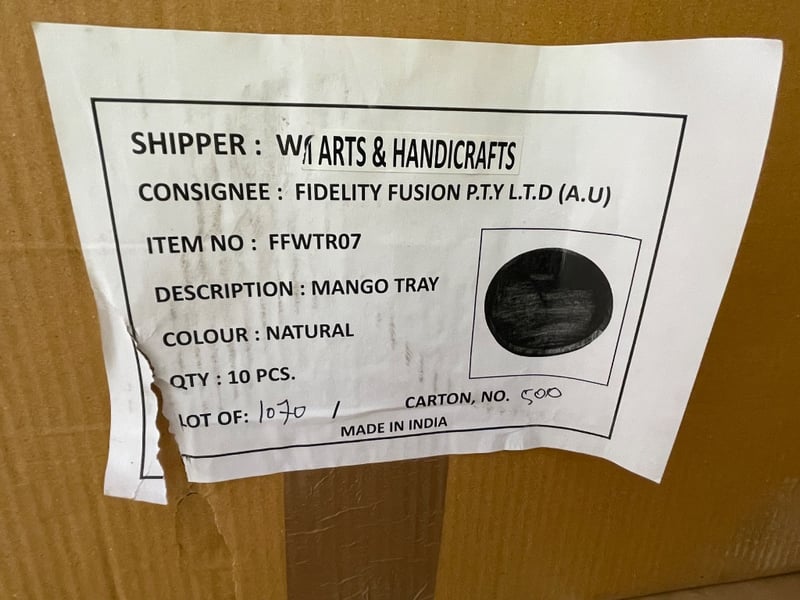 SHIPPER : ARTS & HANDICRAFTS
CONSIGNEE : FIDELITY FUSION P.T.Y L.T.D (A.U)
ITEM NO : FFWTR07
DESCRIPTION : MANGO TRAY
COLOUR : NATURAL
QTY : 10 PCS.
LOT OF: 1070 / CARTON, NO. 500
MADE IN INDIA